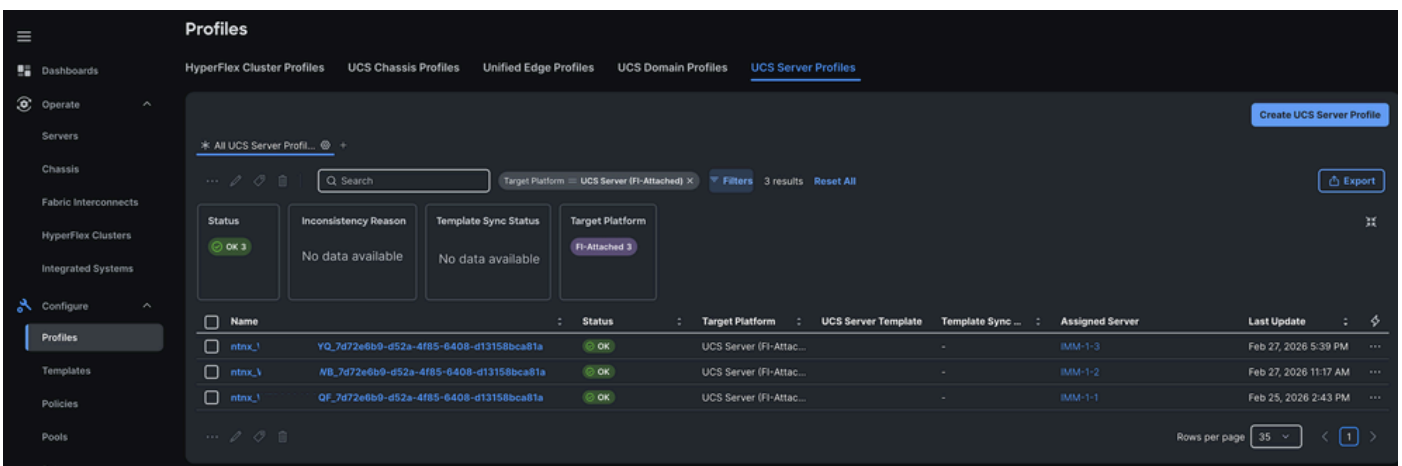 Profiles
HyperFlex Cluster Profiles UCS Chassis Profiles Unified Edge Profiles UCS Domain Profiles UCS Server Profiles
Dashboards
Operate
Servers
Chassis
Fabric Interconnects
HyperFlex Clusters
Integrated Systems
Configure
Profiles
Templates
Policies
Pools
Create UCS Server Profile
All UCS Server Profil... +
Search Target Platform = UCS Server (FI-Attached) × Filters 3 results Reset All Export
Status Inconsistency Reason Template Sync Status Target Platform
OK 3 No data available No data available FI-Attached 3
Name Status Target Platform UCS Server Template Template Sync ... Assigned Server Last Update
ntnx_ YQ_7d72e6b9-d52a-4f85-6408-d13158bca81a OK UCS Server (FI-Attac... - IMM-1-3 Feb 27, 2026 5:39 PM ...
ntnx_ NB_7d72e6b9-d52a-4f85-6408-d13158bca81a OK UCS Server (FI-Attac... - IMM-1-2 Feb 27, 2026 11:17 AM ...
ntnx_ QF_7d72e6b9-d52a-4f85-6408-d13158bca81a OK UCS Server (FI-Attac... - IMM-1-1 Feb 25, 2026 2:43 PM ...
Rows per page 35 1